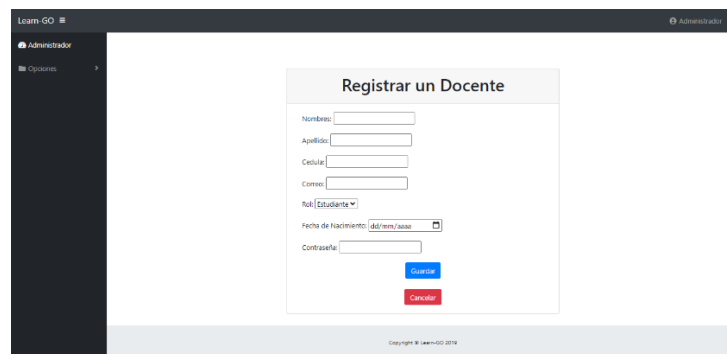 Learn-GO
Administrador
Administrador
Opciones
Registrar un Docente
Nombres:
Apellido:
Cedula:
Correo:
Rol: Estudiante
Fecha de Nacimiento: dd/mm/aaaa
Contraseña:
Guardar
Cancelar
Copyright © Learn-GO 2019